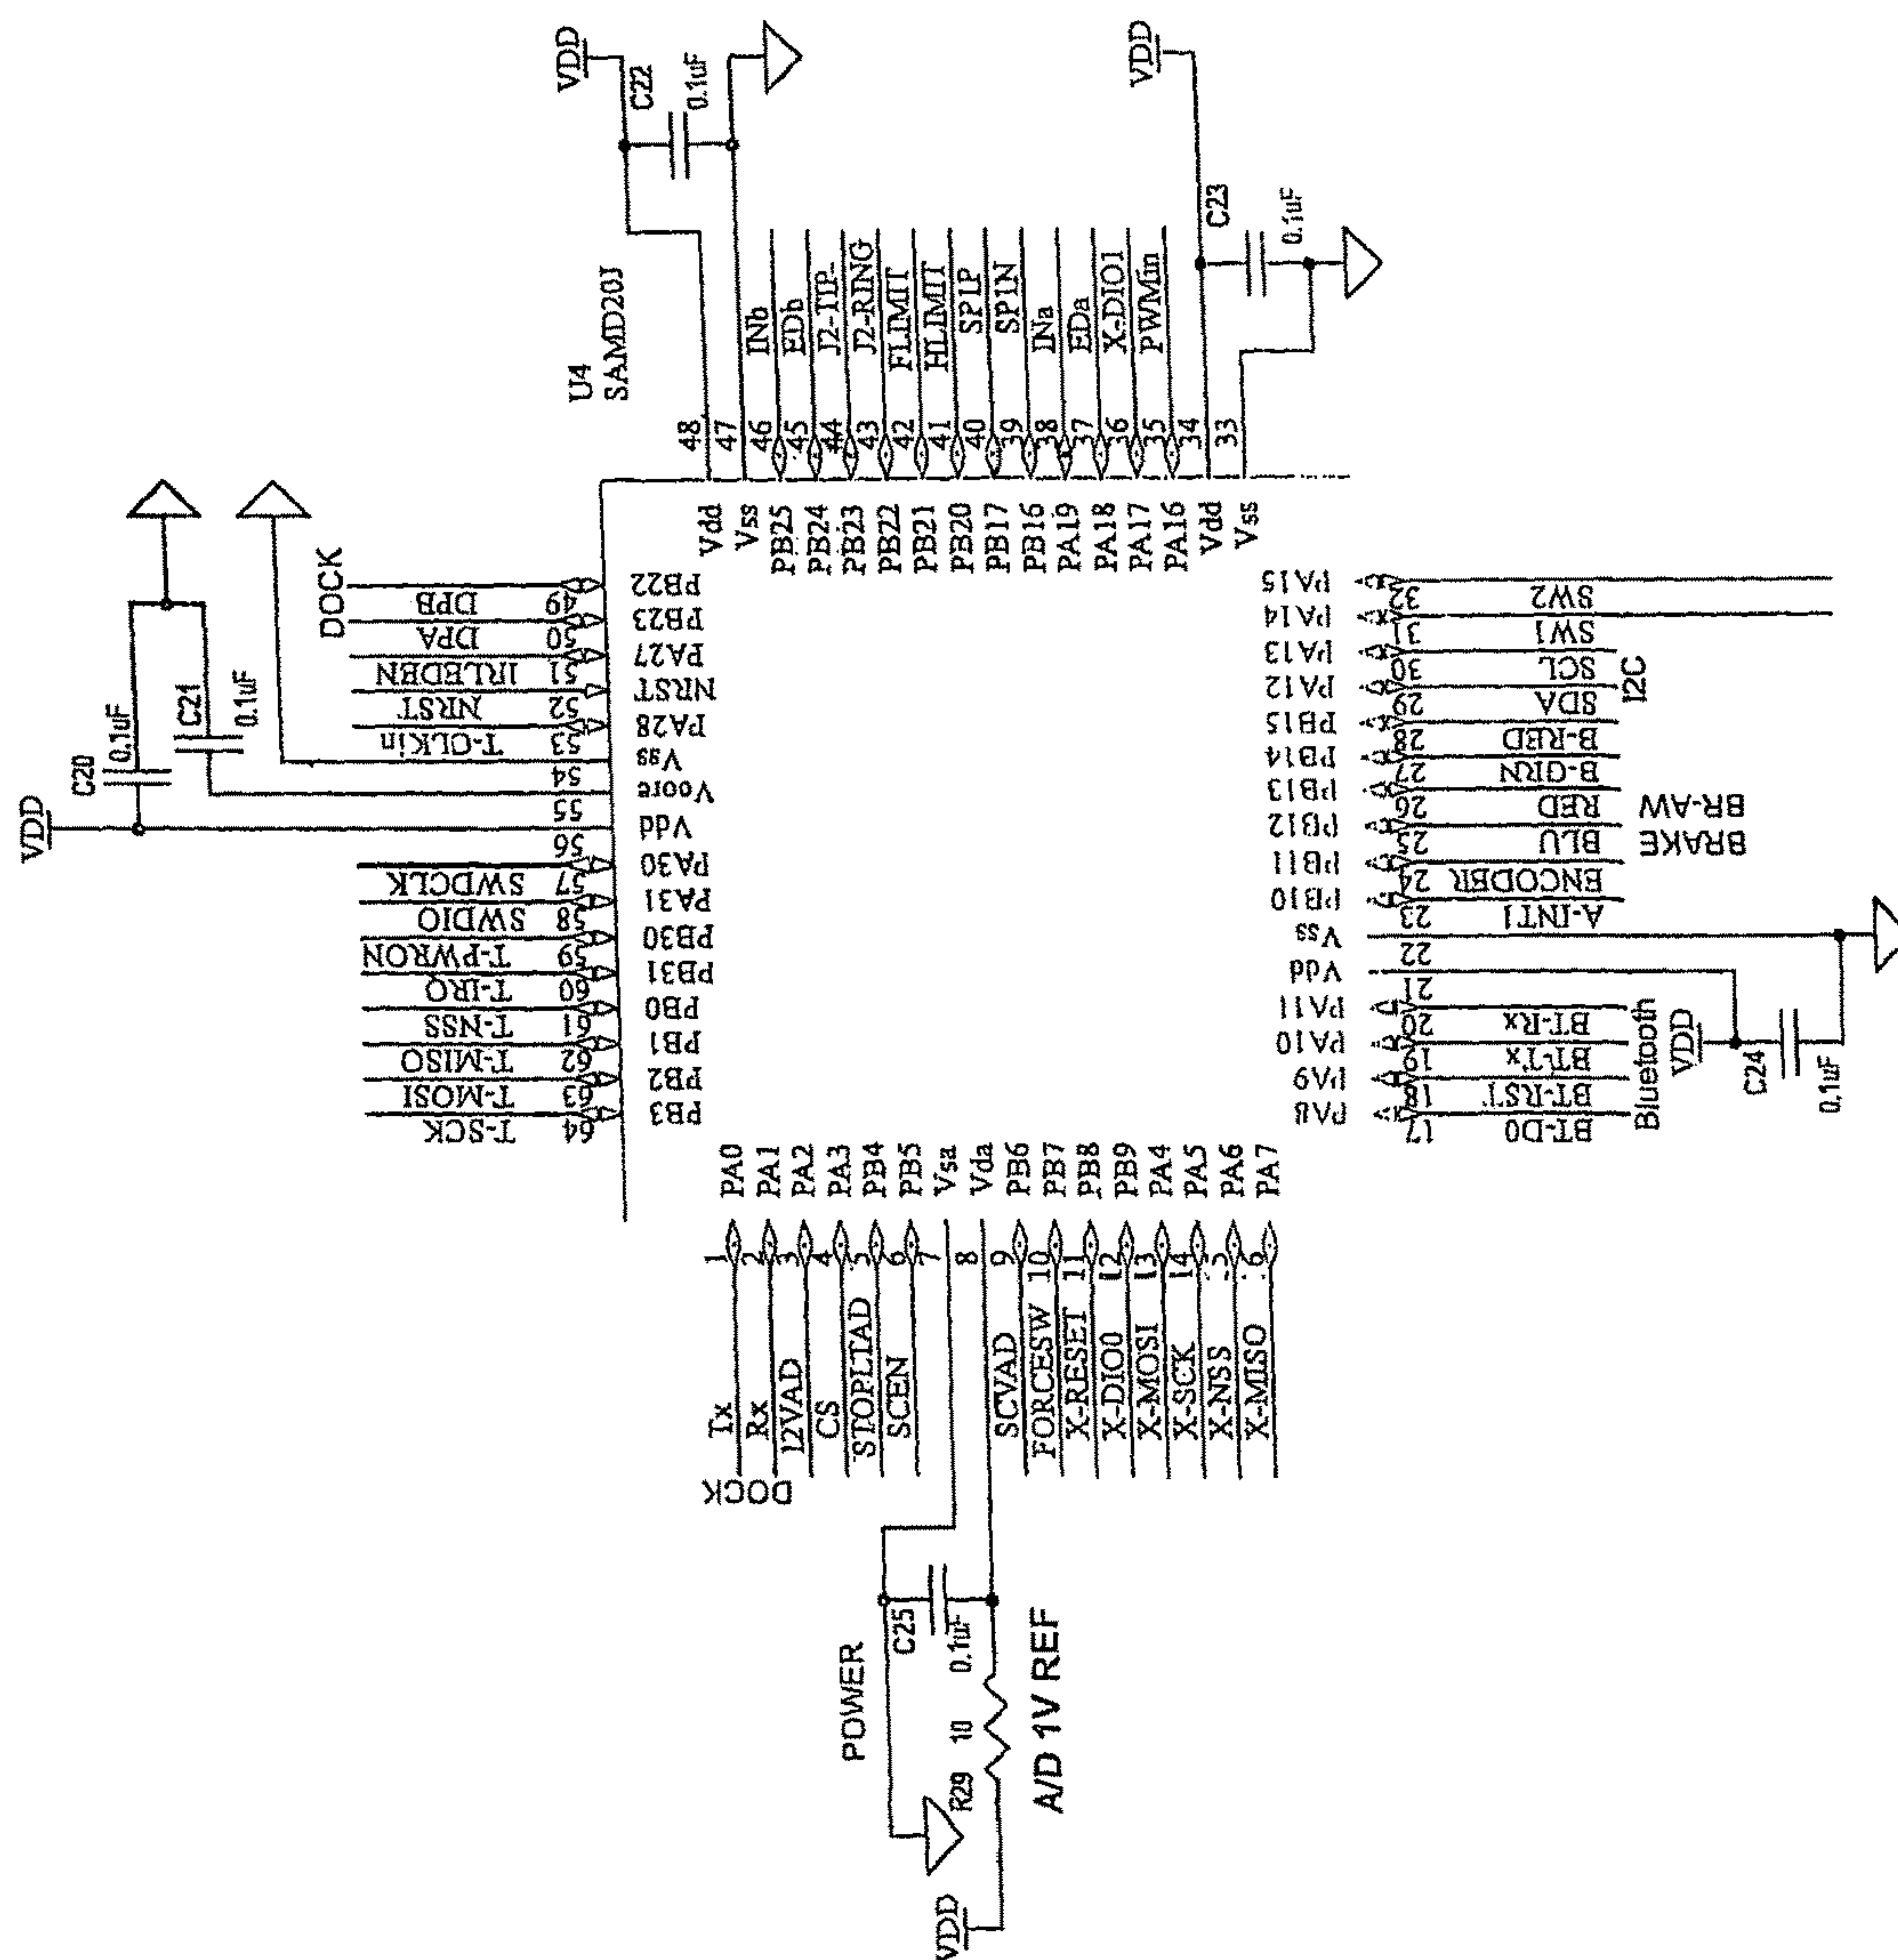 U4
SAMD20J
VDD
C22
0.1uF
VDD
C23
0.1uF
VDD
C20
0.1uF
C21
0.1uF
DOCK
48 Vdd
47 Vss
46 PB25 INb
45 PB24 EDb
44 PB23 J2-TIP
43 PB22 J2-RING
42 PB21 FLIMIT
41 PB20 HLIMIT
40 PB17 SP1P
39 PB16 SP1N
38 PA19 INa
37 PA18 EDa
36 PA17 X-DIO1
35 PA16 PWMin
34 Vdd
33 Vss
DPB 49 PB22
DPA 50 PB23
IRLEDEN 51 PA27
NRST 52 NRST
T-CLKin 53 PA28
54 Vss
55 Vcore
56 Vdd
SWDCLK 57 PA30
SWDIO 58 PA31
T-PWRON 59 PB30
T-IRQ 60 PB31
T-NSS 61 PB0
T-MISO 62 PB1
T-MOSI 63 PB2
T-SCK 64 PB3
PA15 32 SW2
PA14 31 SW1
PA13 30 SCL
PA12 29 SDA
I2C
PB15 28 B-RED
PB14 27 B-GRN
PB13 26 RED
BR-AW
PB12 25 BLU
BRAKE
PB11 24 ENCODER
PB10 23 A-INT1
Vss 22
Vdd 21
PA11 20 BT-Rx
PA10 19 BT-Tx
PA9 18 BT-RST
PA8 17 BT-D0
Bluetooth
VDD
C24
0.1uF
DOCK
Tx 1 PA0
Rx 2 PA1
12VAD 3 PA2
CS 4 PA3
STOPLTAD 5 PB4
SCEN 6 PB5
7 Vsa
8 Vda
SCVAD 9 PB6
FORCESW 10 PB7
X-RESET 11 PB8
X-DIO0 12 PB9
X-MOSI 13 PA4
X-SCK 14 PA5
X-NSS 15 PA6
X-MISO 16 PA7
POWER
C25
0.1uF
R29 10
VDD
A/D 1V REF